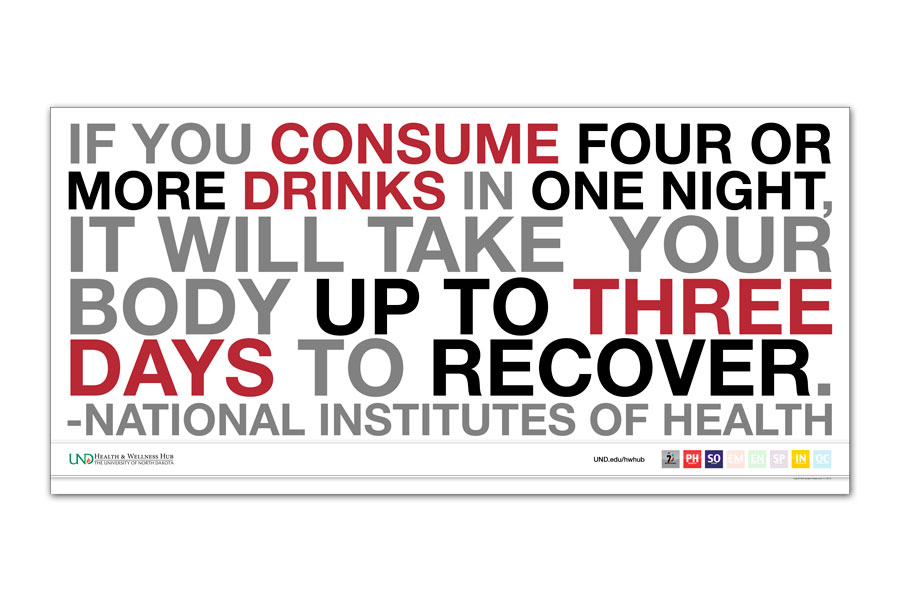 IF YOU CONSUME FOUR OR
MORE DRINKS IN ONE NIGHT,
IT WILL TAKE YOUR
BODY UP TO THREE
DAYS TO RECOVER.
-NATIONAL INSTITUTES OF HEALTH
UND HEALTH & WELLNESS HUB
THE UNIVERSITY OF NORTH DAKOTA
UND.edu/hwhub
7 PH SO EM EN SP IN OC